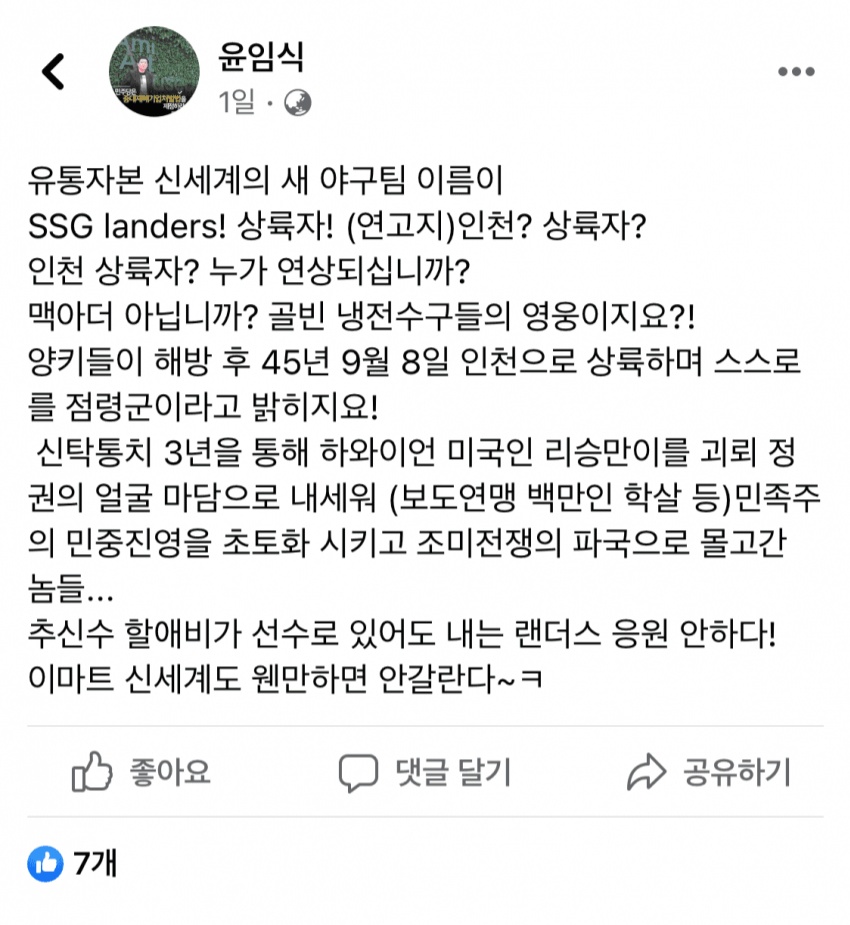 윤임식
1일 ·
유통자본 신세계의 새 야구팀 이름이
SSG landers! 상륙자! (연고지)인천? 상륙자?
인천 상륙자? 누가 연상되십니까?
맥아더 아닙니까? 골빈 냉전수구들의 영웅이지요?!
양키들이 해방 후 45년 9월 8일 인천으로 상륙하며 스스로
를 점령군이라고 밝히지요!
신탁통치 3년을 통해 하와이언 미국인 리승만이를 괴뢰 정
권의 얼굴 마담으로 내세워 (보도연맹 백만인 학살 등)민족주
의 민중진영을 초토화 시키고 조미전쟁의 파국으로 몰고간
놈들...
추신수 할애비가 선수로 있어도 내는 랜더스 응원 안하다!
이마트 신세계도 웬만하면 안갈란다~ㅋ
좋아요 댓글 달기 공유하기
7개